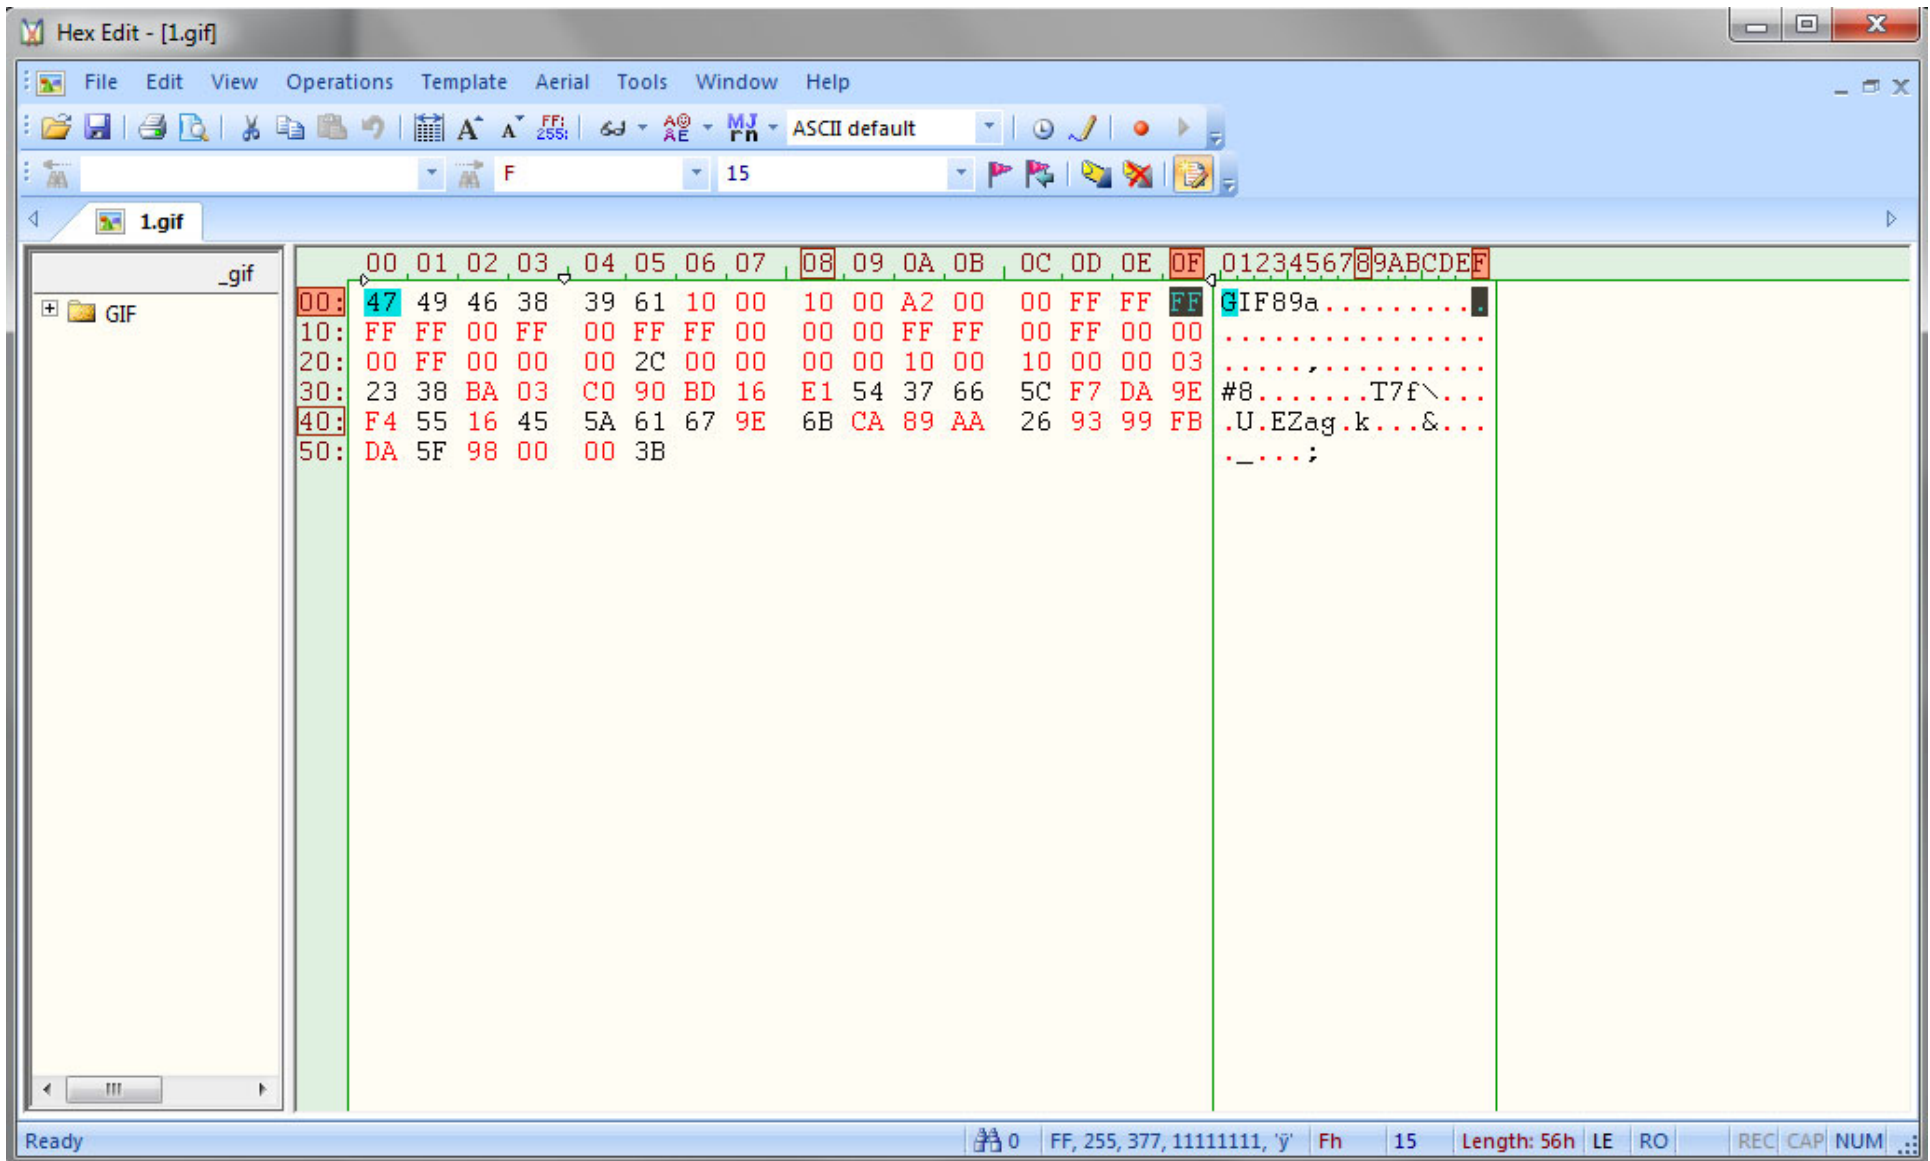 Hex Edit - [1.gif]
File Edit View Operations Template Aerial Tools Window Help
FF: 255: A© ÆE MJ rn ASCII default
F 15
1.gif
_gif
GIF
00 01 02 03 04 05 06 07 08 09 0A 0B 0C 0D 0E 0F 0123456789ABCDEF
00: 47 49 46 38 39 61 10 00 10 00 A2 00 00 FF FF FF GIF89a..........
10: FF FF 00 FF 00 FF FF 00 00 00 FF FF 00 FF 00 00 ................
20: 00 FF 00 00 00 2C 00 00 00 00 10 00 10 00 00 03 .....,..........
30: 23 38 BA 03 C0 90 BD 16 E1 54 37 66 5C F7 DA 9E #8.......T7f\...
40: F4 55 16 45 5A 61 67 9E 6B CA 89 AA 26 93 99 FB .U.EZag.k...&...
50: DA 5F 98 00 00 3B ._...;
Ready 0 FF, 255, 377, 11111111, 'ÿ' Fh 15 Length: 56h LE RO REC CAP NUM